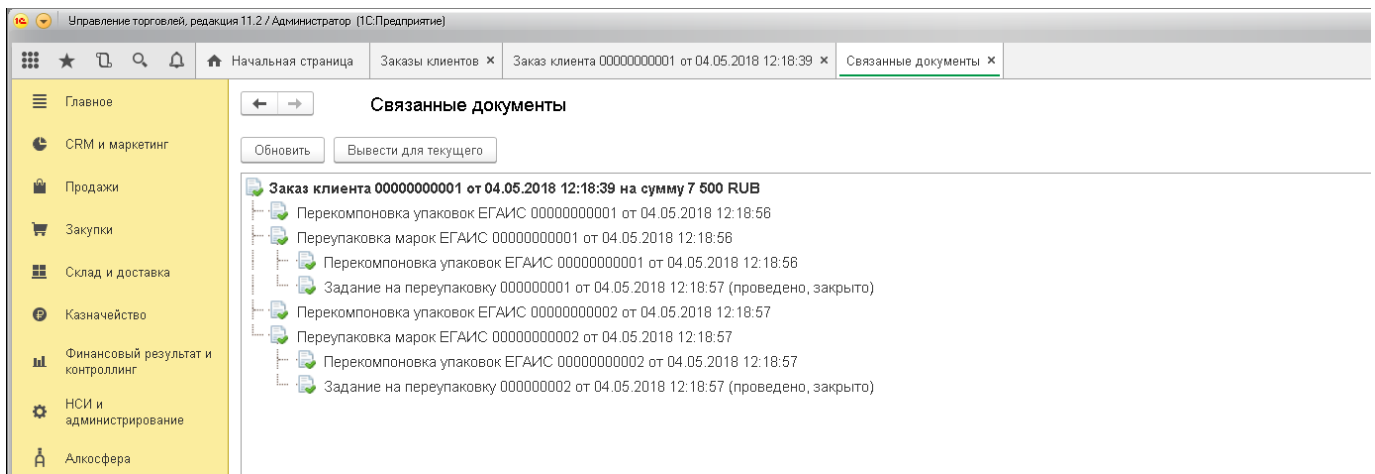 Управление торговлей, редакция 11.2 / Администратор (1С:Предприятие)
Начальная страница
Заказы клиентов ×
Заказ клиента 00000000001 от 04.05.2018 12:18:39 ×
Связанные документы ×
Главное
CRM и маркетинг
Продажи
Закупки
Склад и доставка
Казначейство
Финансовый результат и
контроллинг
НСИ и
администрирование
Алкосфера
Связанные документы
Обновить
Вывести для текущего
Заказ клиента 00000000001 от 04.05.2018 12:18:39 на сумму 7 500 RUB
Перекомпоновка упаковок ЕГАИС 00000000001 от 04.05.2018 12:18:56
Переупаковка марок ЕГАИС 00000000001 от 04.05.2018 12:18:56
Перекомпоновка упаковок ЕГАИС 00000000001 от 04.05.2018 12:18:56
Задание на переупаковку 000000001 от 04.05.2018 12:18:57 (проведено, закрыто)
Перекомпоновка упаковок ЕГАИС 00000000002 от 04.05.2018 12:18:57
Переупаковка марок ЕГАИС 00000000002 от 04.05.2018 12:18:57
Перекомпоновка упаковок ЕГАИС 00000000002 от 04.05.2018 12:18:57
Задание на переупаковку 000000002 от 04.05.2018 12:18:57 (проведено, закрыто)